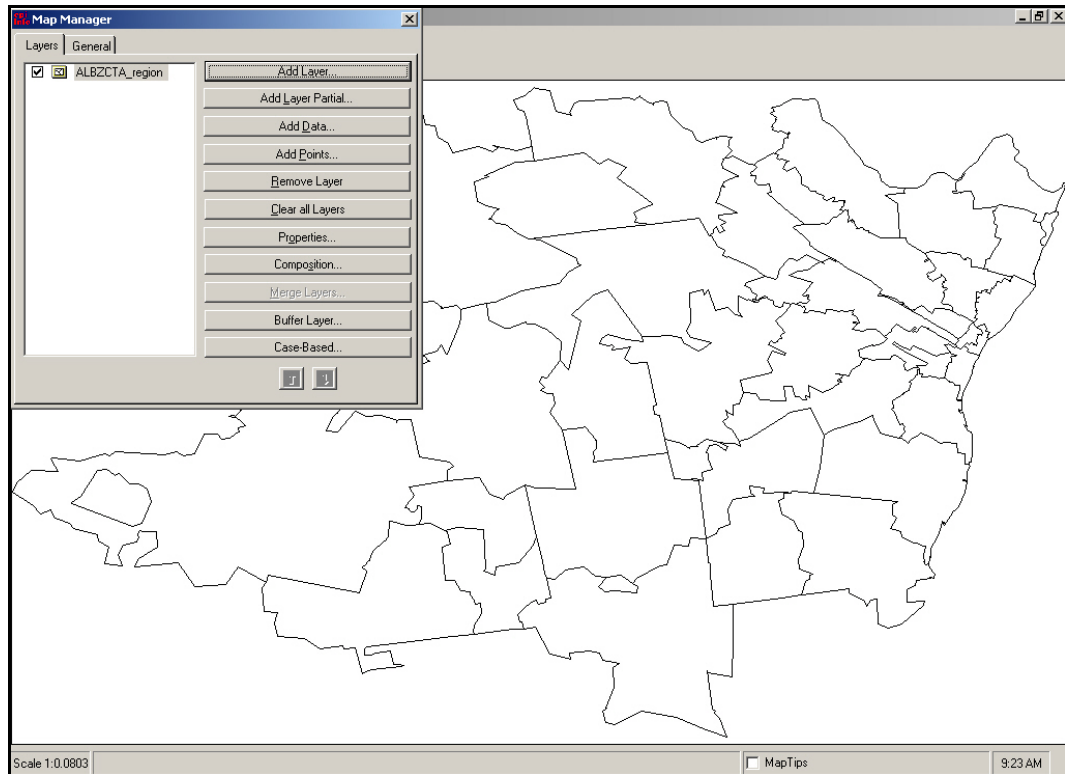 Map Manager
Layers General
ALBZCTA_region
Add Layer...
Add Layer Partial...
Add Data...
Add Points...
Remove Layer
Clear all Layers
Properties...
Composition...
Merge Layers...
Buffer Layer...
Case-Based...
Scale 1:0.0803 MapTips 9:23 AM